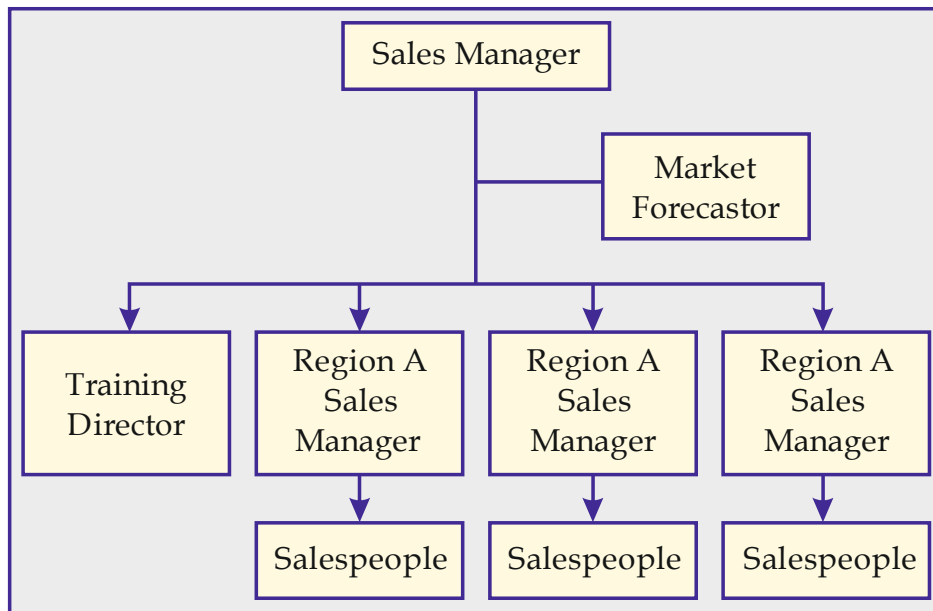 Sales Manager
Market
Forecastor
Training
Director
Region A
Sales
Manager
Region A
Sales
Manager
Region A
Sales
Manager
Salespeople
Salespeople
Salespeople